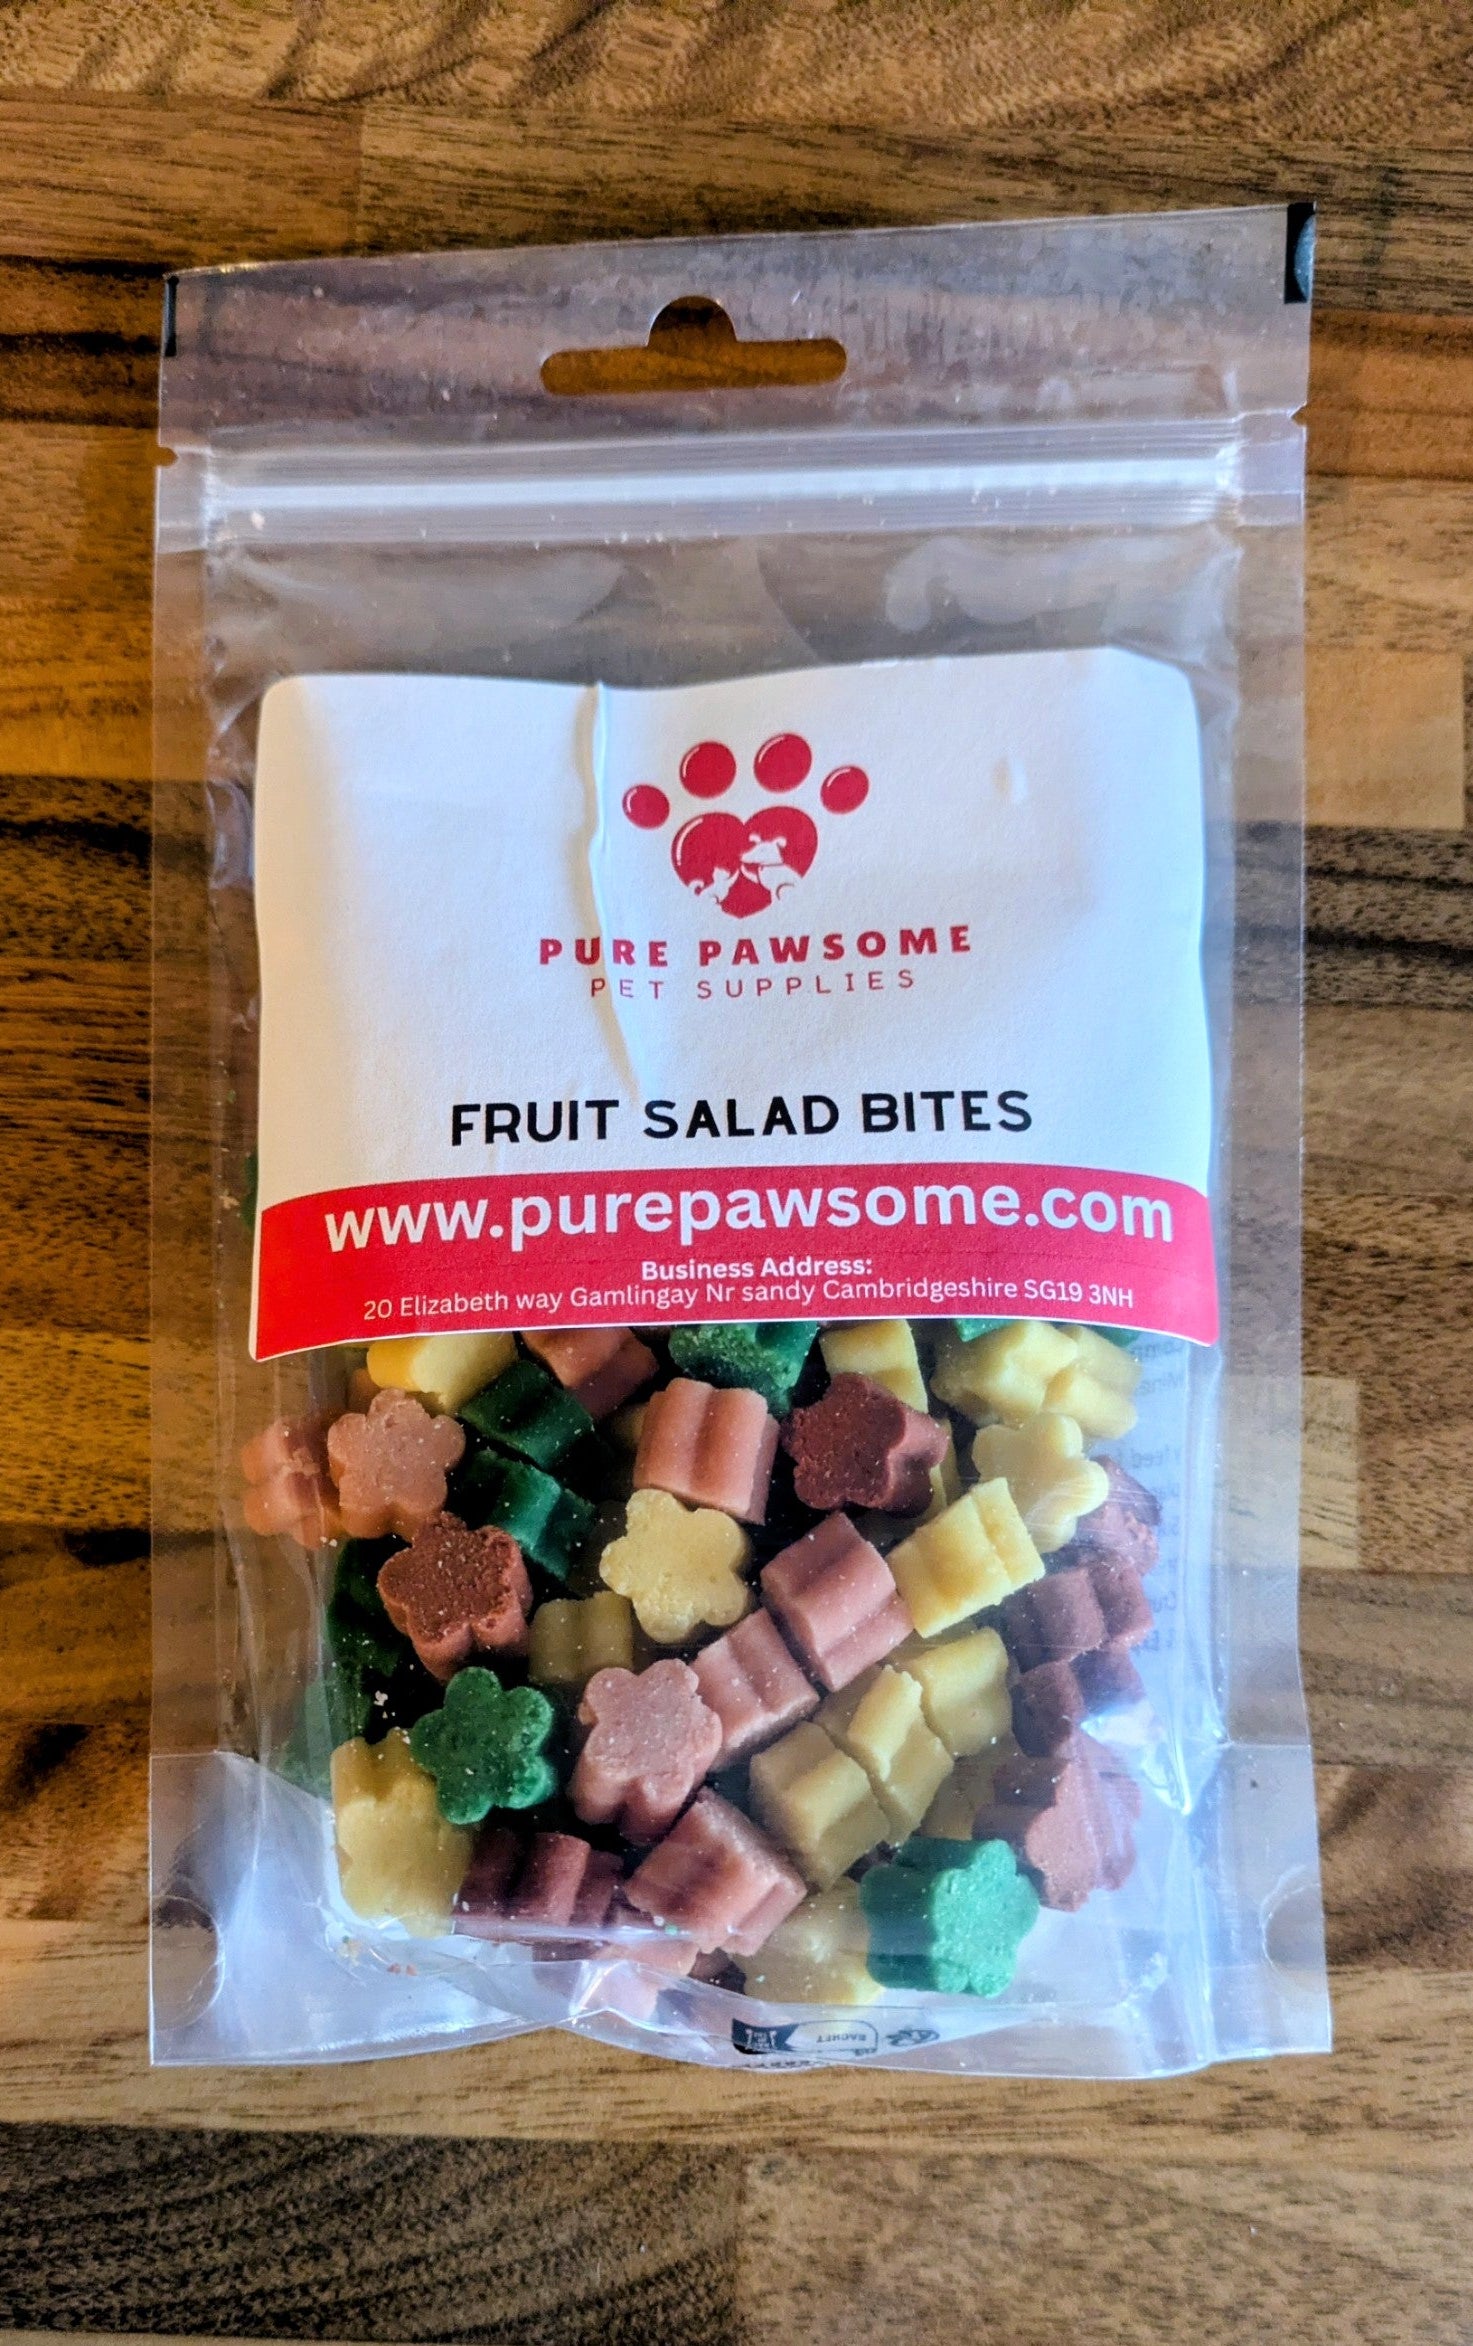 PURE PAWSOME
PET SUPPLIES
FRUIT SALAD BITES
www.purepawsome.com
Business Address:
20 Elizabeth way Gamlingay Nr sandy Cambridgeshire SG19 3NH